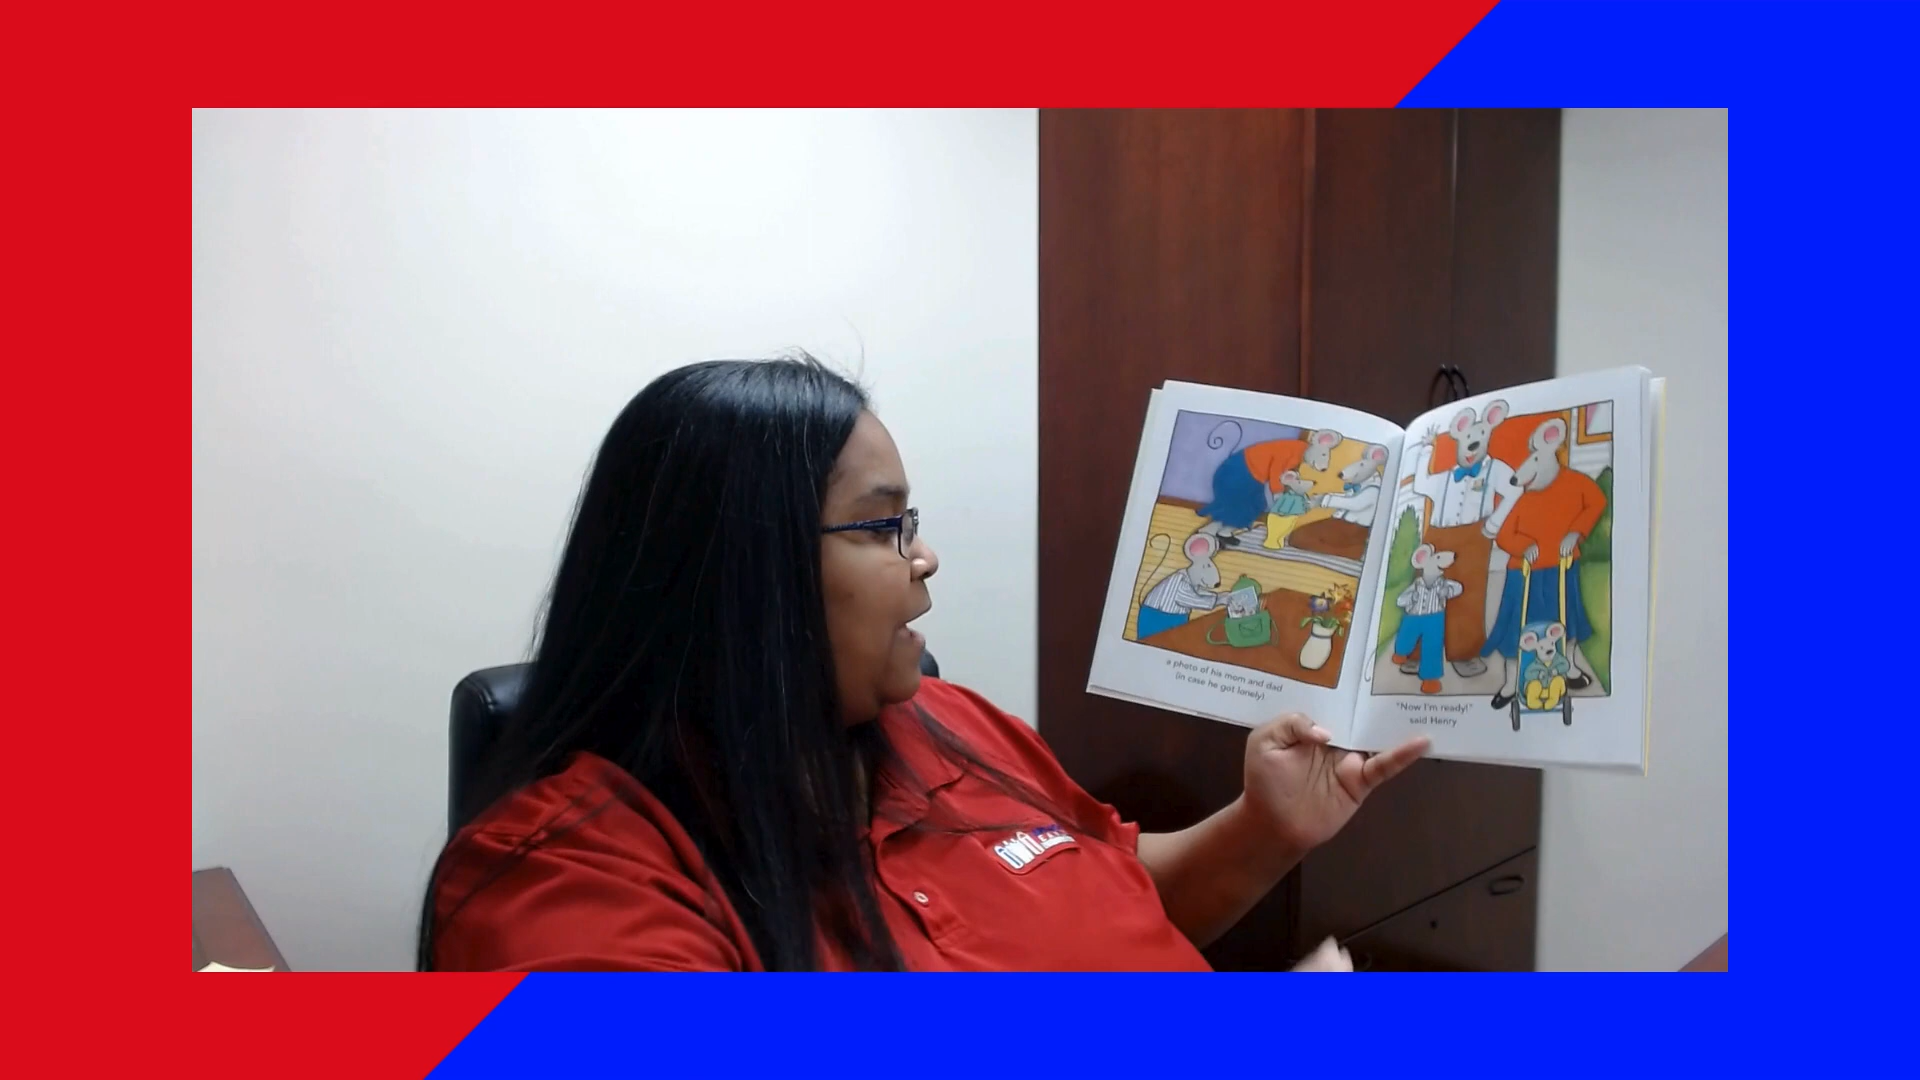 a photo of his mom and dad
(in case he got lonely).
"Now I'm ready!"
said Henry